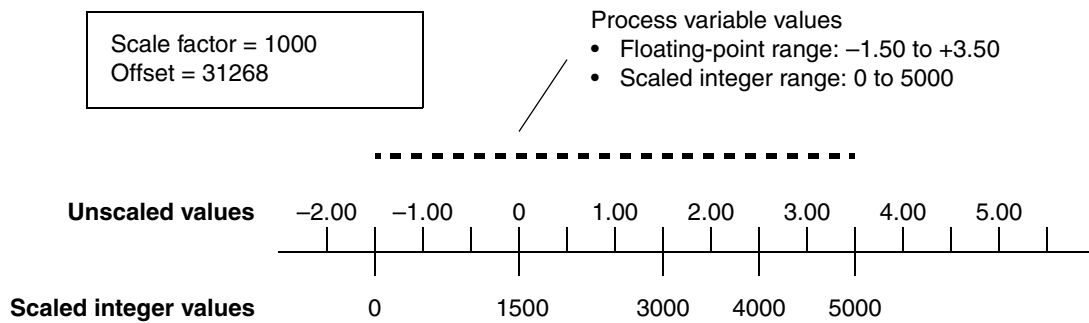 Scale factor = 1000
Offset = 31268
Process variable values
• Floating-point range: –1.50 to +3.50
• Scaled integer range: 0 to 5000
Unscaled values –2.00 –1.00 0 1.00 2.00 3.00 4.00 5.00
Scaled integer values 0 1500 3000 4000 5000